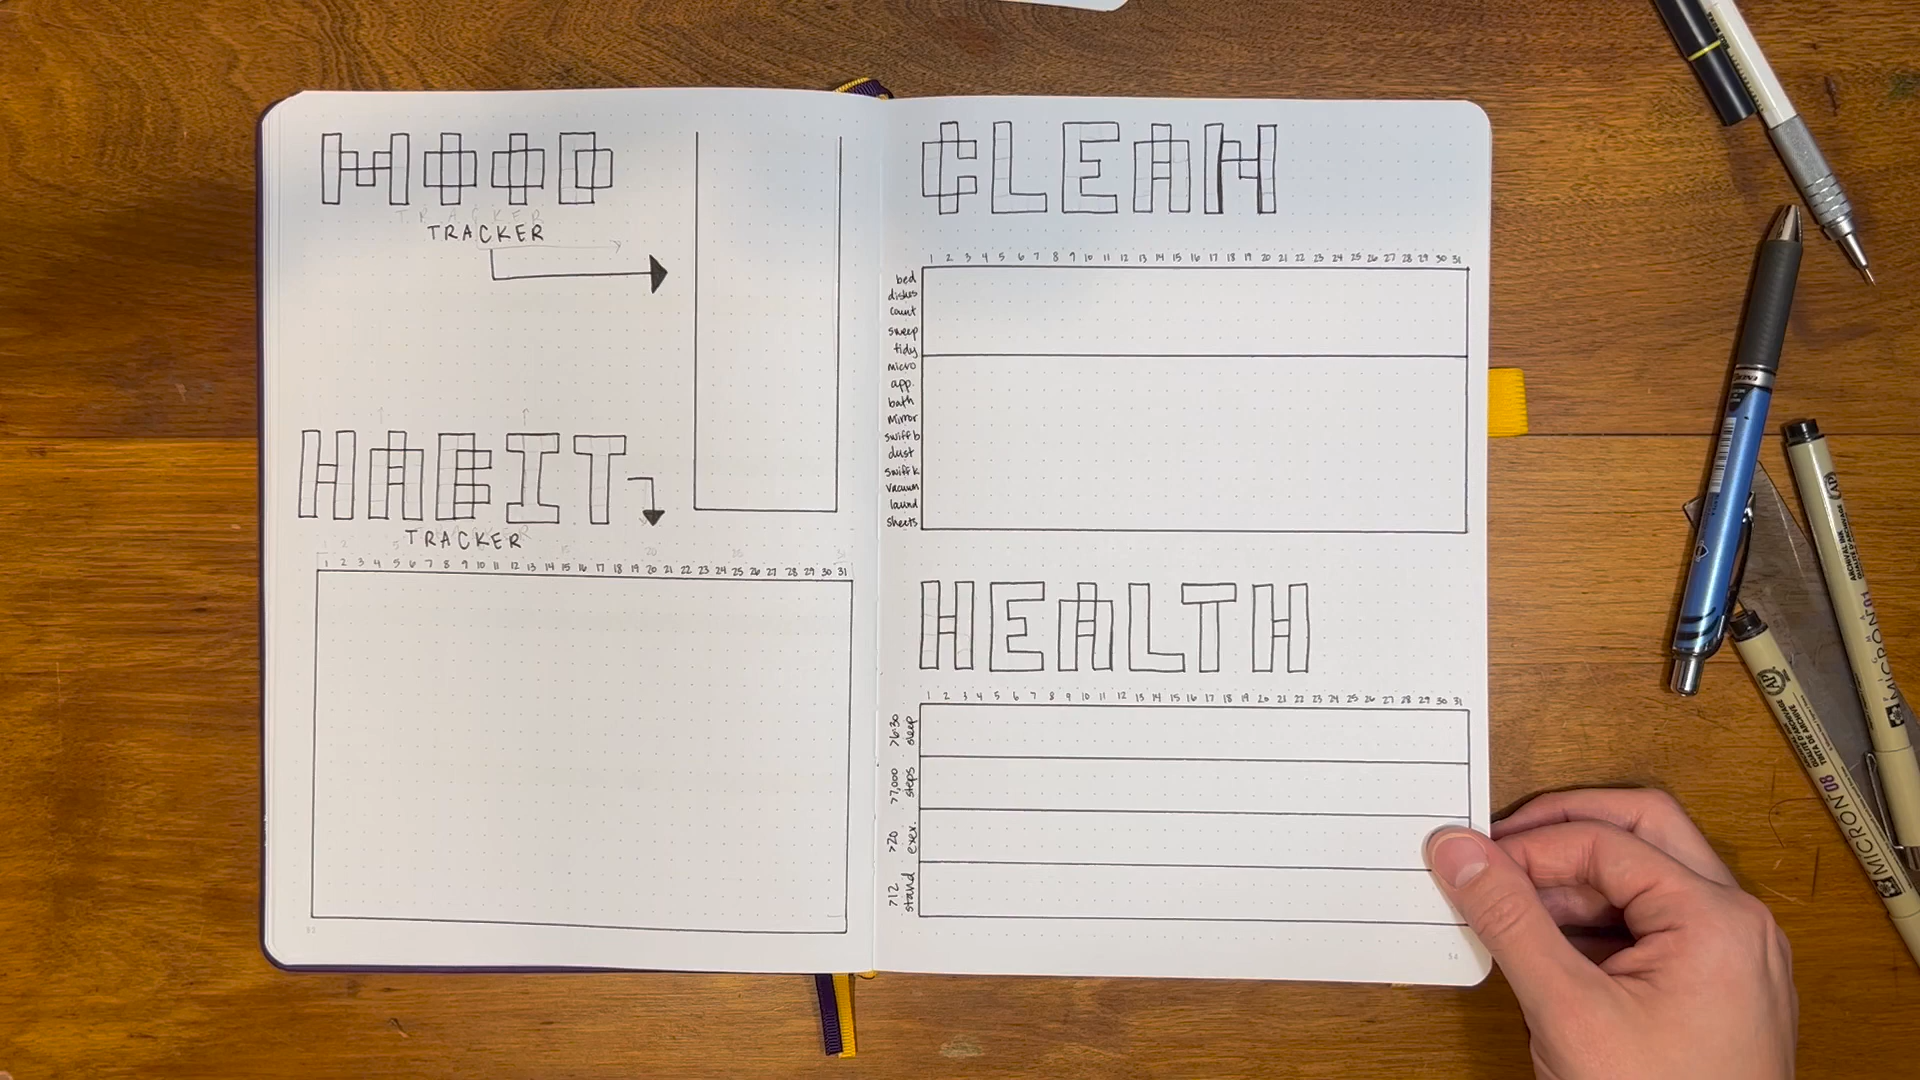 MOOD
TRACKER
TRACKER
HABIT
TRACKER
1 2 3 4 5 6 7 8 9 10 11 12 13 14 15 16 17 18 19 20 21 22 23 24 25 26 27 28 29 30 31
CLEAN
1 2 3 4 5 6 7 8 9 10 11 12 13 14 15 16 17 18 19 20 21 22 23 24 25 26 27 28 29 30 31
bed
dishes
count
sweep
tidy
micro
app.
bath
mirror
swiff b
dust
swiff k
vacuum
laund
sheets
HEALTH
1 2 3 4 5 6 7 8 9 10 11 12 13 14 15 16 17 18 19 20 21 22 23 24 25 26 27 28 29 30 31
>6:30
sleep
>7,000
steps
>20
exer.
>12
stand
MICRON 01
ARCHIVAL INK
MICRON 08